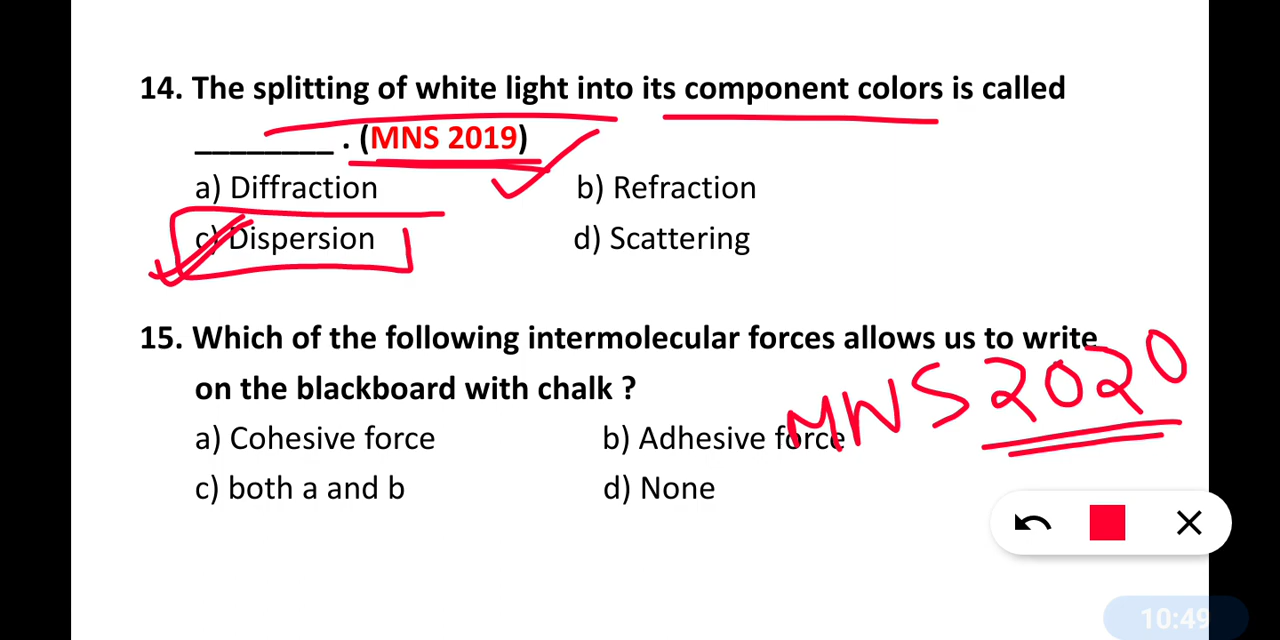 14. The splitting of white light into its component colors is called
________ . (MNS 2019)
a) Diffraction b) Refraction
c) Dispersion d) Scattering
15. Which of the following intermolecular forces allows us to write
on the blackboard with chalk ?
MNS 2020
a) Cohesive force b) Adhesive force
c) both a and b d) None
10:49